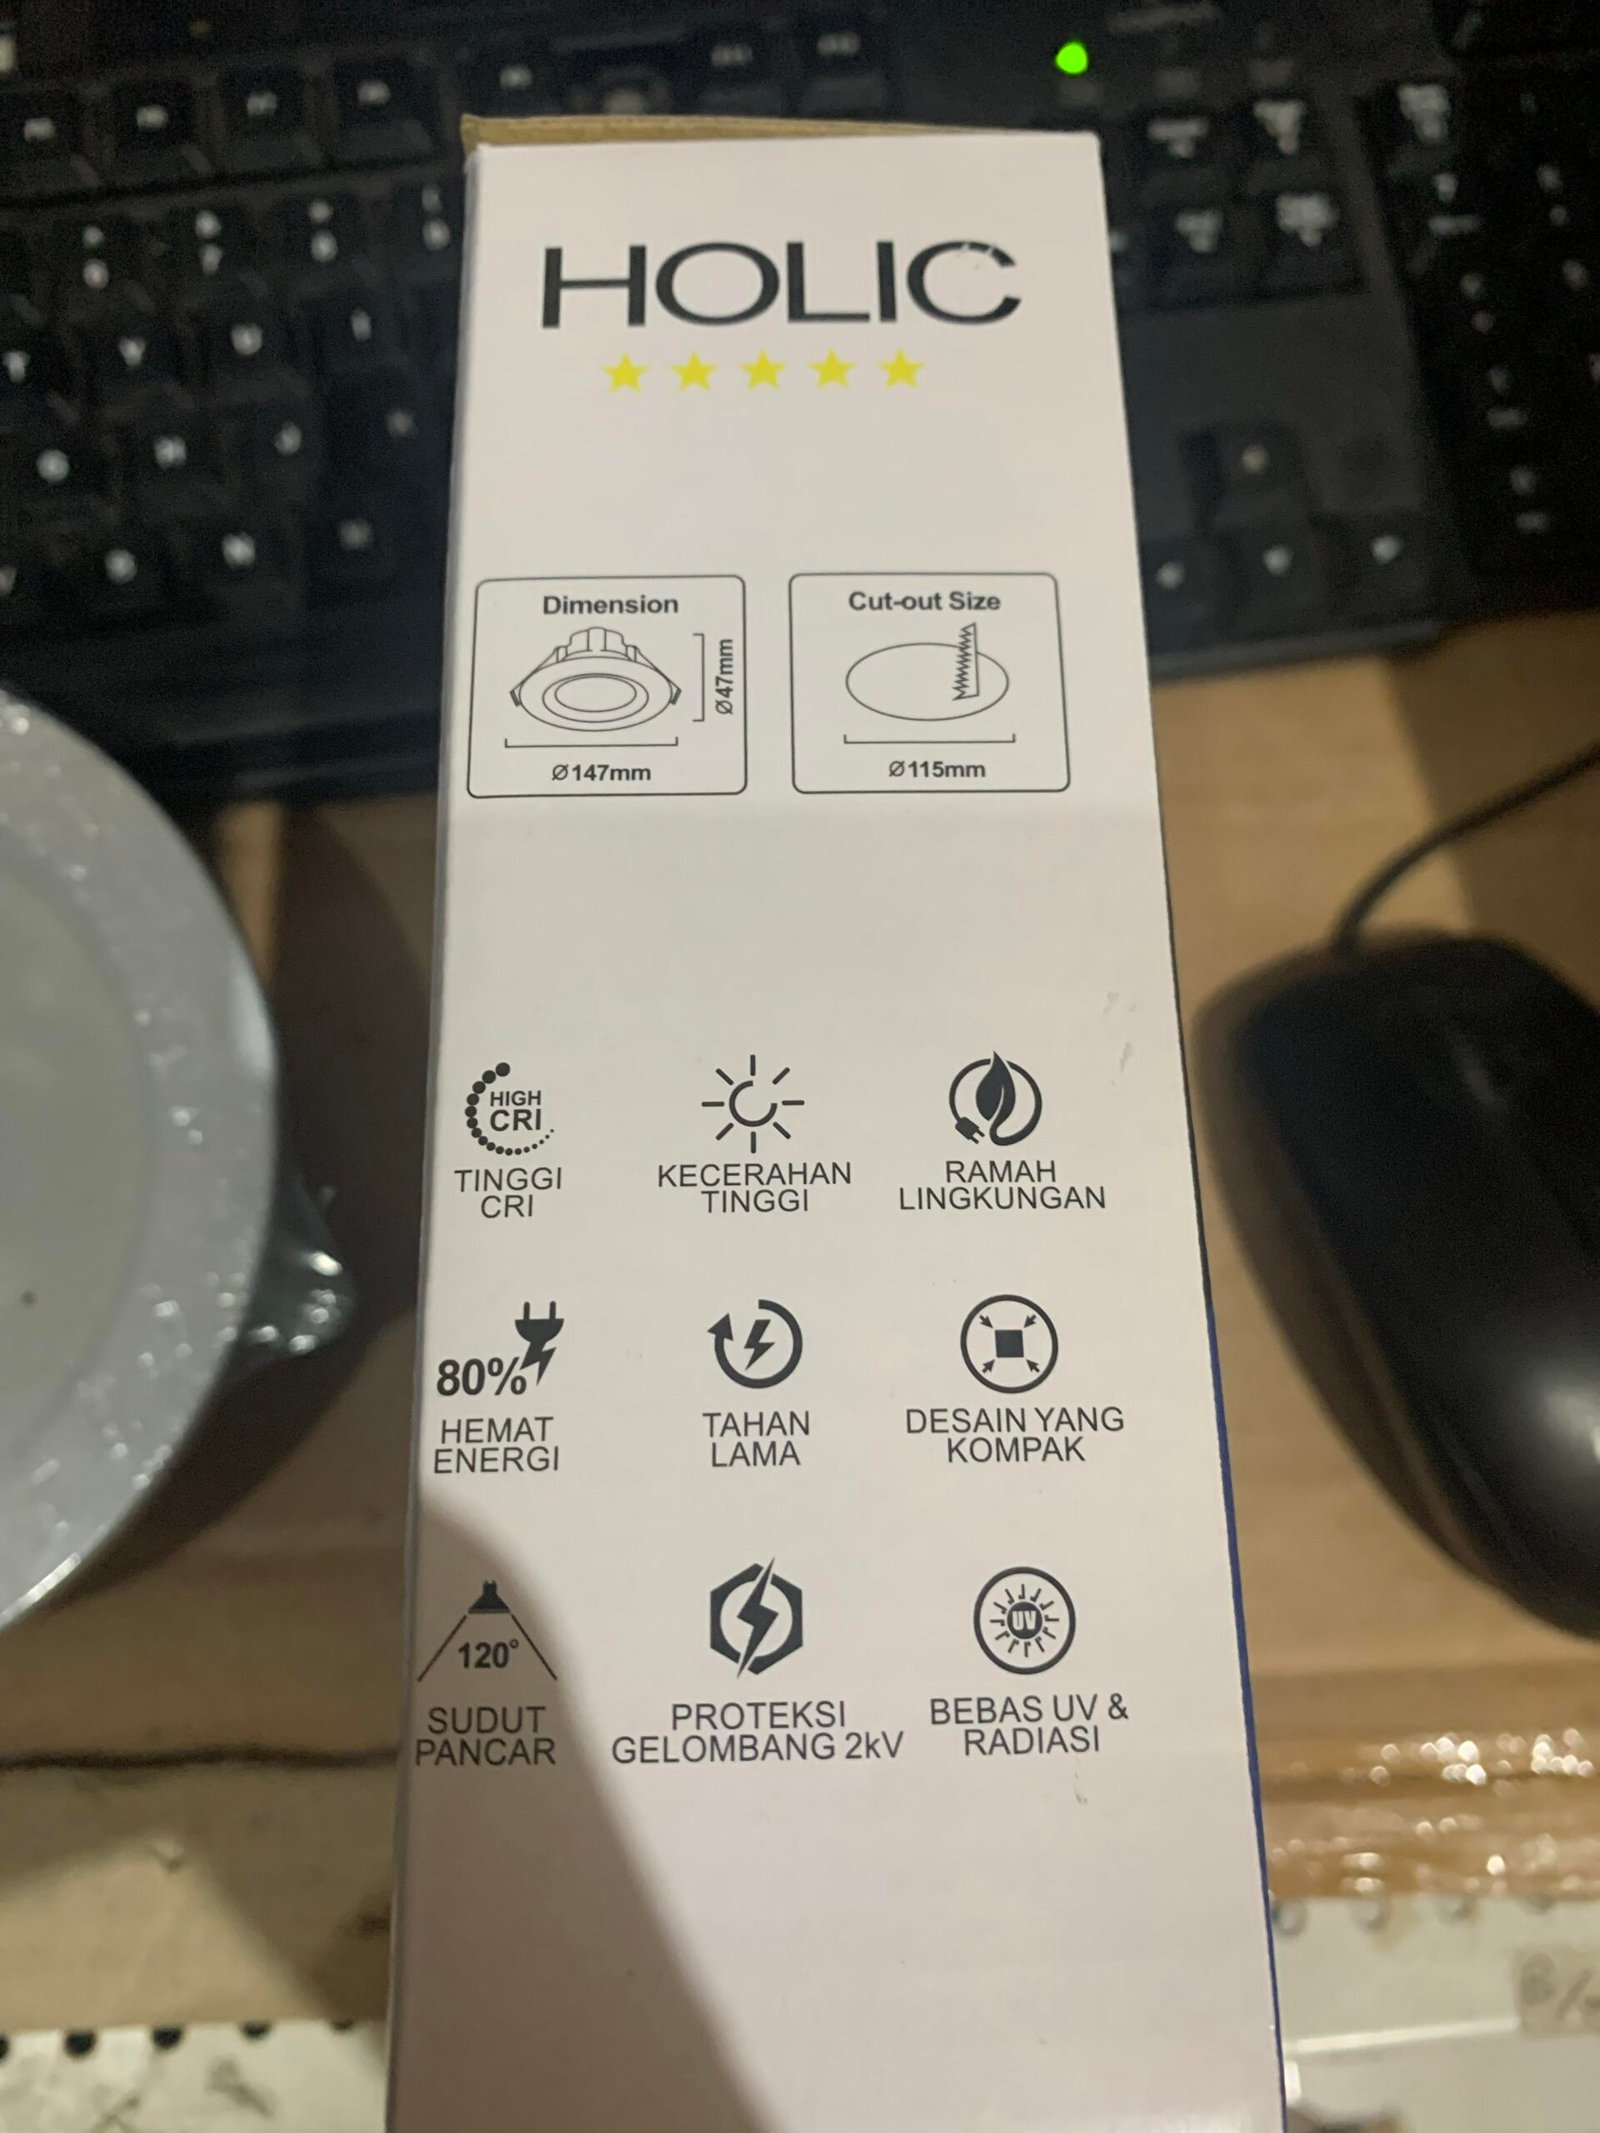 HOLIC
Dimension
Ø47mm
Ø147mm
Cut-out Size
Ø115mm
HIGH
CRI
TINGGI
CRI
KECERAHAN
TINGGI
RAMAH
LINGKUNGAN
80%
HEMAT
ENERGI
TAHAN
LAMA
DESAIN YANG
KOMPAK
120°
SUDUT
PANCAR
PROTEKSI
GELOMBANG 2kV
UV
BEBAS UV &
RADIASI